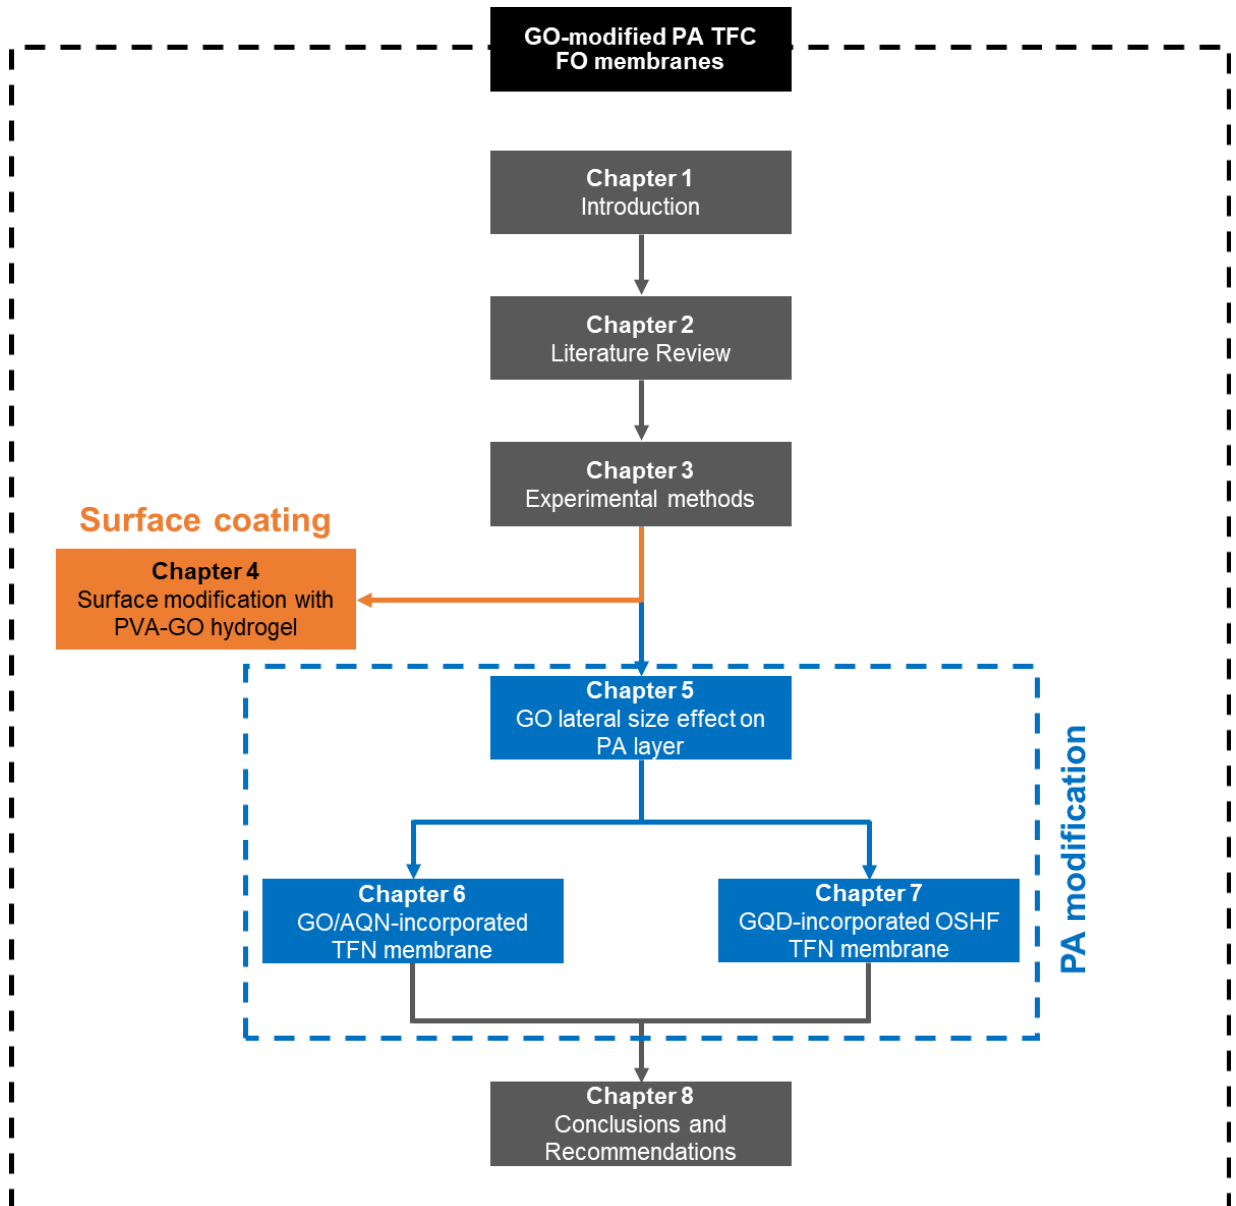 GO-modified PA TFC
FO membranes
Chapter 1
Introduction
Chapter 2
Literature Review
Chapter 3
Experimental methods
Surface coating
Chapter 4
Surface modification with
PVA-GO hydrogel
Chapter 5
GO lateral size effect on
PA layer
PA modification
Chapter 6
GO/AQN-incorporated
TFN membrane
Chapter 7
GQD-incorporated OSHF
TFN membrane
Chapter 8
Conclusions and
Recommendations